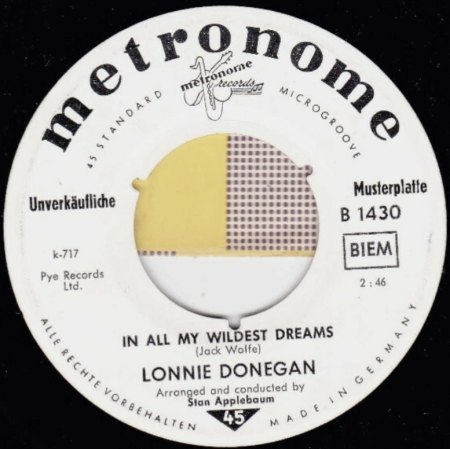 metronome
45 STANDARD
metronome
records
MICROGROOVE
Unverkäufliche
Musterplatte
B 1430
k-717
BIEM
Pye Records
Ltd.
2:46
IN ALL MY WILDEST DREAMS
(Jack Wolfe)
LONNIE DONEGAN
Arranged and conducted by
Stan Applebaum
45
ALLE RECHTE VORBEHALTEN
MADE IN GERMANY